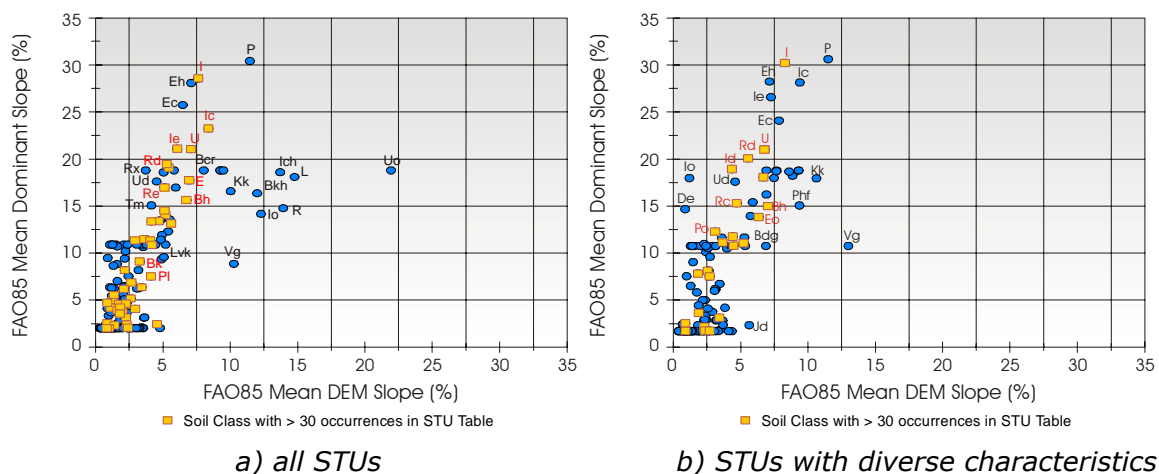 FAO85 Mean Dominant Slope (%)
35
30
25
20
15
10
5
0
P
I
Eh
Ec
Ic
Ie
U
Rd
Rx
Bcr
Ich
L
Uo
Ud
E
Kk
Bkh
Re
Bh
Tm
Io
R
Lvk
Vg
Bk
Pl
0
5
10
15
20
25
30
35
FAO85 Mean DEM Slope (%)
Soil Class with > 30 occurrences in STU Table
a) all STUs
FAO85 Mean Dominant Slope (%)
35
30
25
20
15
10
5
0
I
P
Eh
Ic
Ie
Ec
U
Rd
Id
Io
Ud
Kk
De
Rc
Bh
Phf
Eo
Po
Bdg
Vg
Jd
0
5
10
15
20
25
30
35
FAO85 Mean DEM Slope (%)
Soil Class with > 30 occurrences in STU Table
b) STUs with diverse characteristics